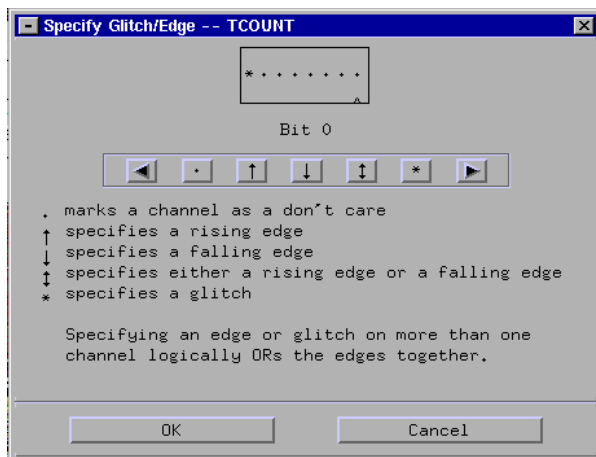 Specify Glitch/Edge -- TCOUNT
*.......
^
Bit 0
. ↑ ↓ ↕ *
. marks a channel as a don't care
↑ specifies a rising edge
↓ specifies a falling edge
↕ specifies either a rising edge or a falling edge
* specifies a glitch
Specifying an edge or glitch on more than one
channel logically ORs the edges together.
OK Cancel